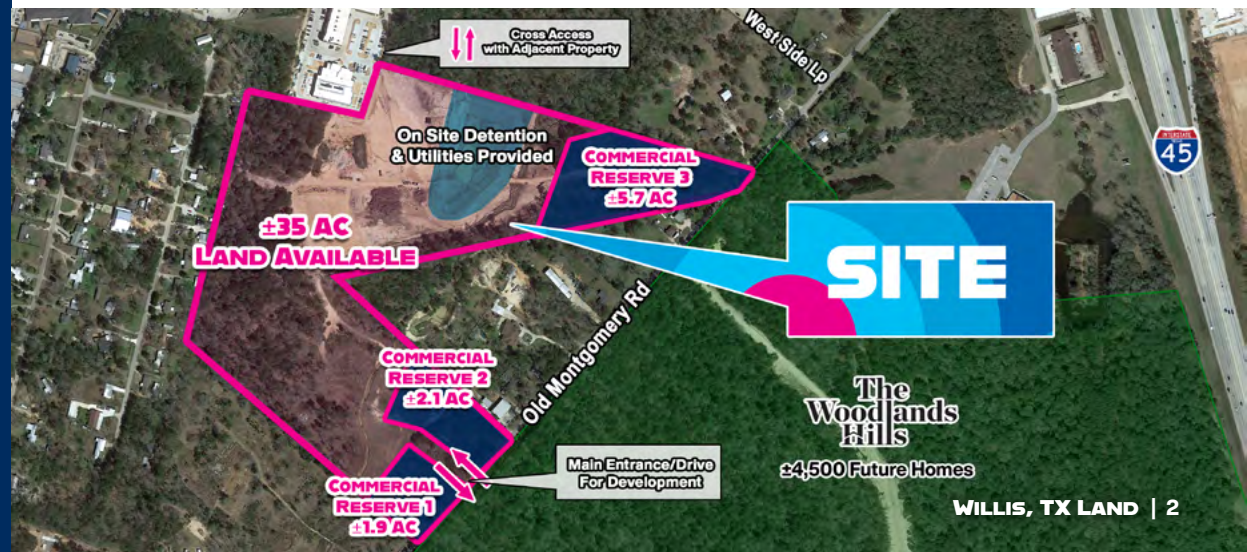 Cross Access
with Adjacent Property
West Side Lp
On Site Detention
& Utilities Provided
COMMERCIAL
RESERVE 3
±5.7 AC
INTERSTATE
45
±35 AC
LAND AVAILABLE
SITE
Old Montgomery Rd
COMMERCIAL
RESERVE 2
±2.1 AC
The
Woodlands
Hills
±4,500 Future Homes
Main Entrance/Drive
For Development
COMMERCIAL
RESERVE 1
±1.9 AC
WILLIS, TX LAND | 2